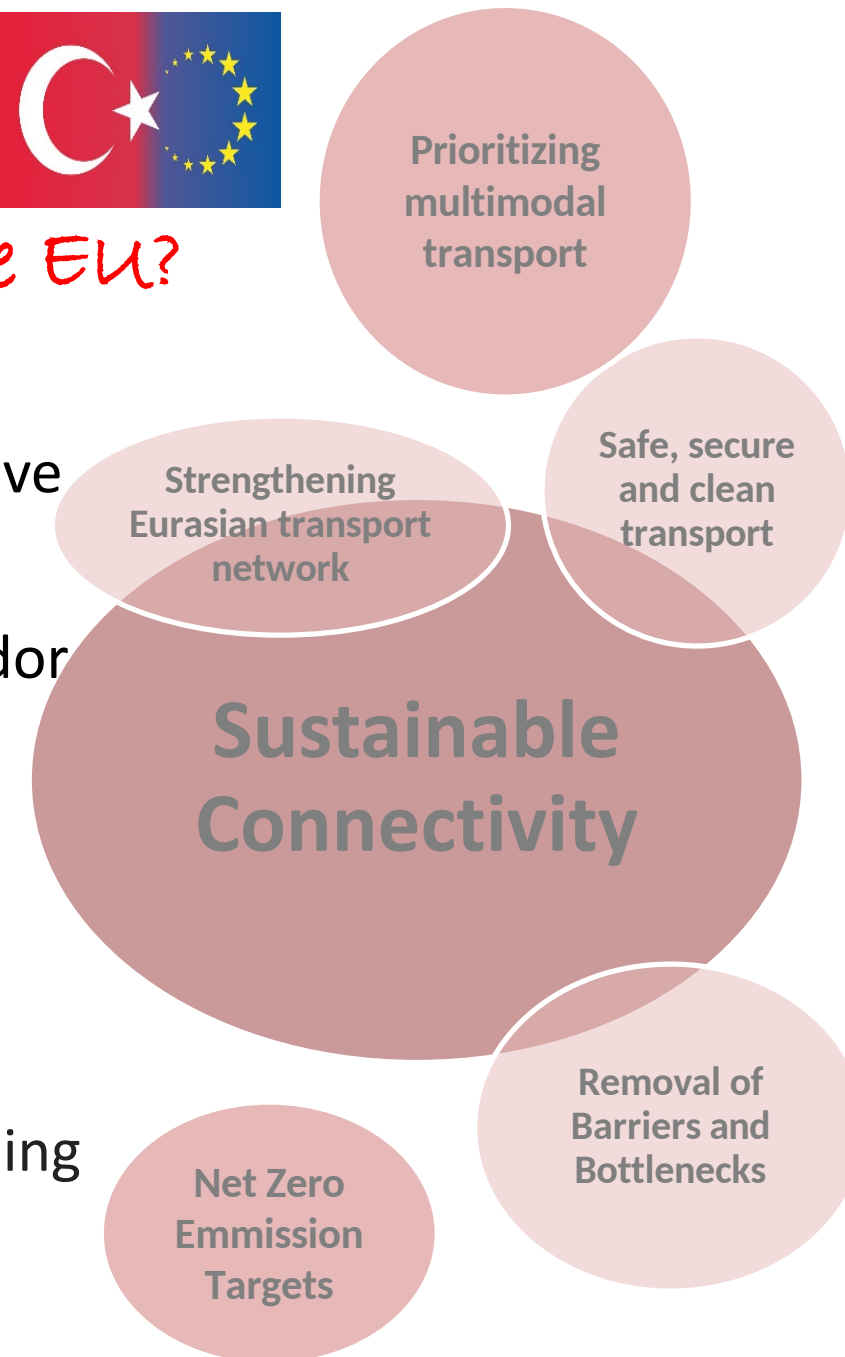 Prioritizing
multimodal
transport
e EU?
Safe, secure
and clean
transport
ve
Strengthening
Eurasian transport
network
dor
Sustainable
Connectivity
Removal of
Barriers and
Bottlenecks
ing
Net Zero
Emmission
Targets